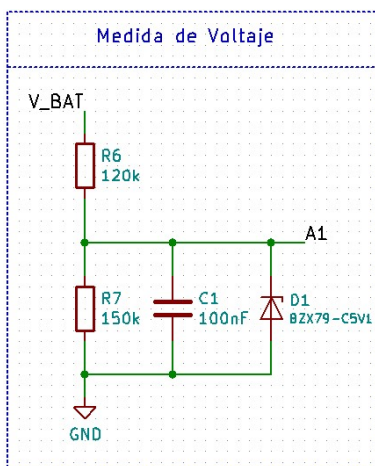 Medida de Voltaje
V_BAT
R6
120k
A1
R7
150k
C1
100nF
D1
BZX79-C5V1
GND